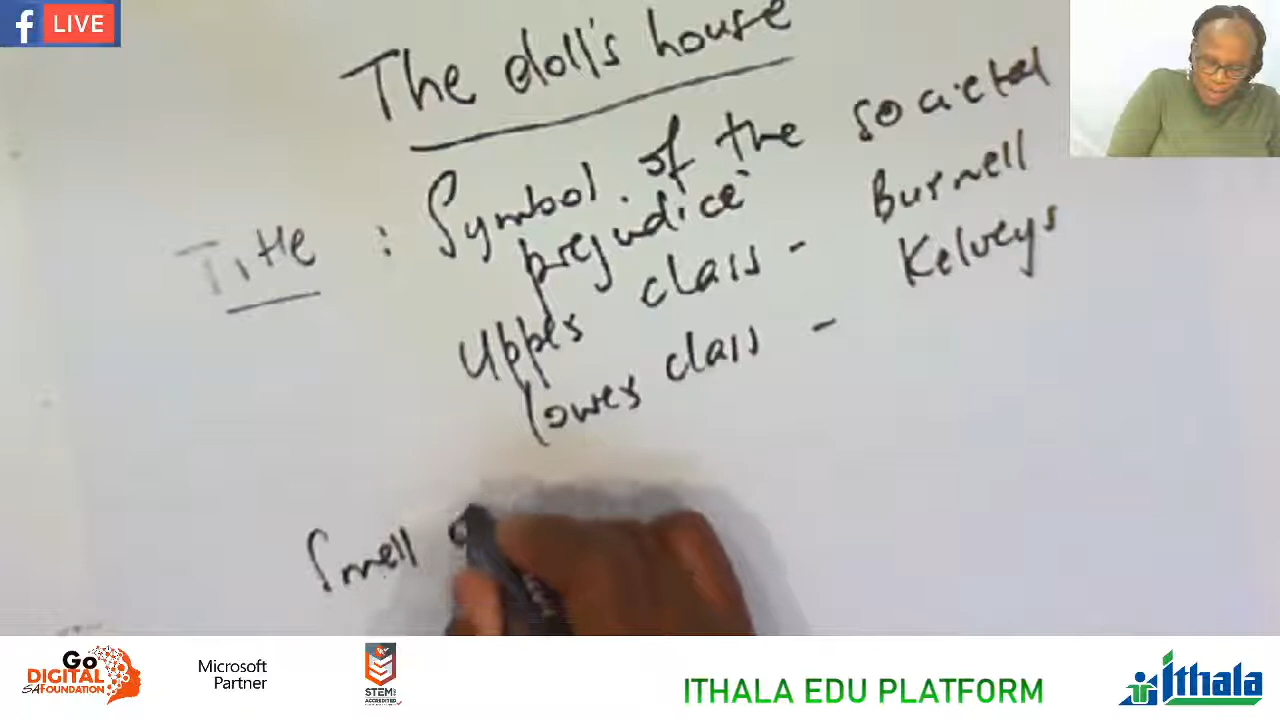 f LIVE
The doll's house
Title : Symbol of the societal
prejudice
Upper class - Burnell
lower class - Kelveys
Smell
Go
DIGITAL
SA FOUNDATION
Microsoft
Partner
STEM
ACCREDITED
ITHALA EDU PLATFORM
Ithala